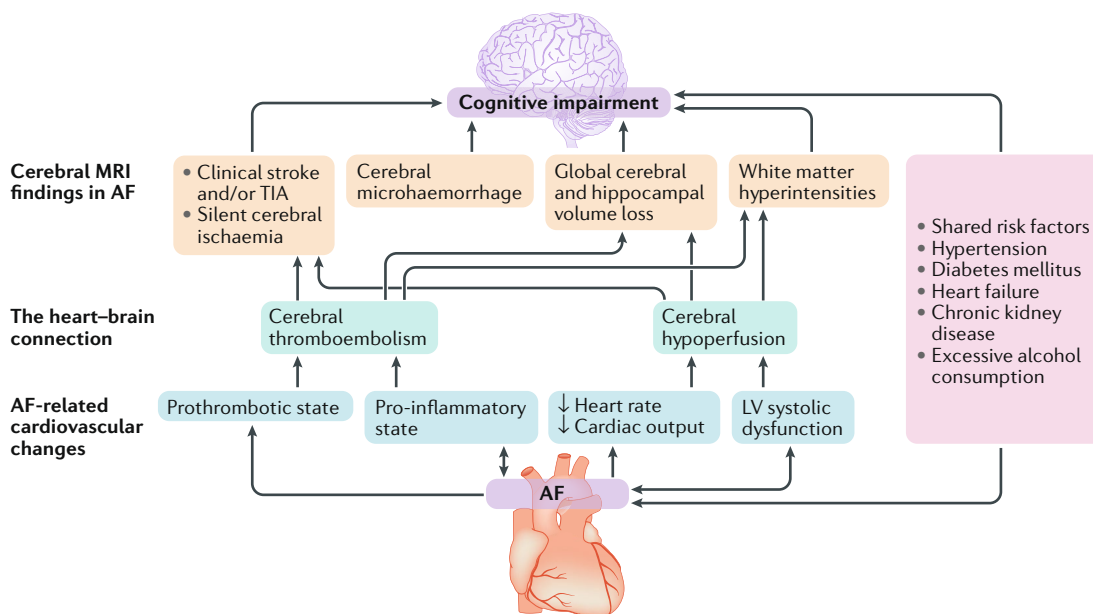 Cognitive impairment
Cerebral MRI
findings in AF
• Clinical stroke
and/or TIA
• Silent cerebral
ischaemia
Cerebral
microhaemorrhage
Global cerebral
and hippocampal
volume loss
White matter
hyperintensities
• Shared risk factors
• Hypertension
• Diabetes mellitus
• Heart failure
• Chronic kidney
disease
• Excessive alcohol
consumption
The heart–brain
connection
Cerebral
thromboembolism
Cerebral
hypoperfusion
AF-related
cardiovascular
changes
Prothrombotic state
Pro-inflammatory
state
↓ Heart rate
↓ Cardiac output
LV systolic
dysfunction
AF